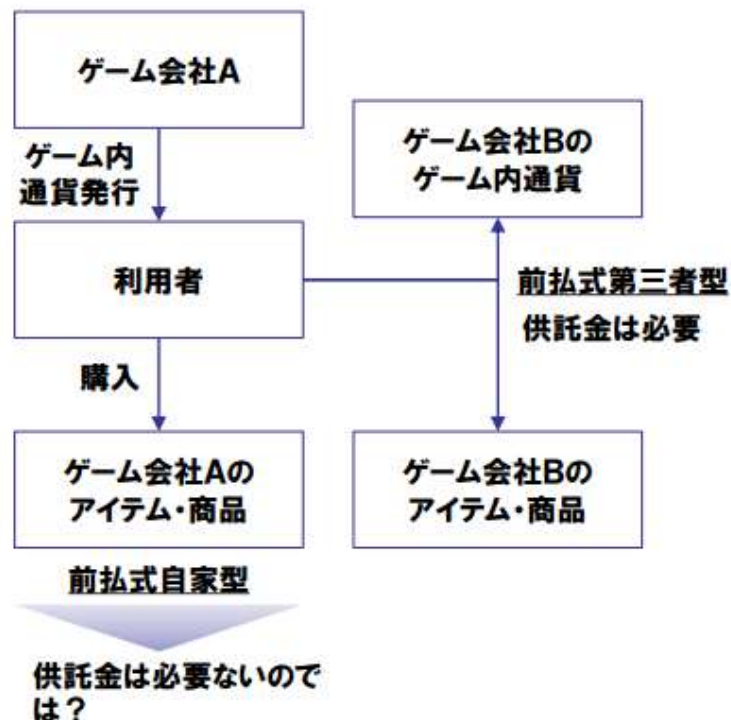 ゲーム会社A
ゲーム内
通貨発行
ゲーム会社Bの
ゲーム内通貨
利用者
前払式第三者型
供託金は必要
購入
ゲーム会社Aの
アイテム・商品
ゲーム会社Bの
アイテム・商品
前払式自家型
供託金は必要ないので
は？